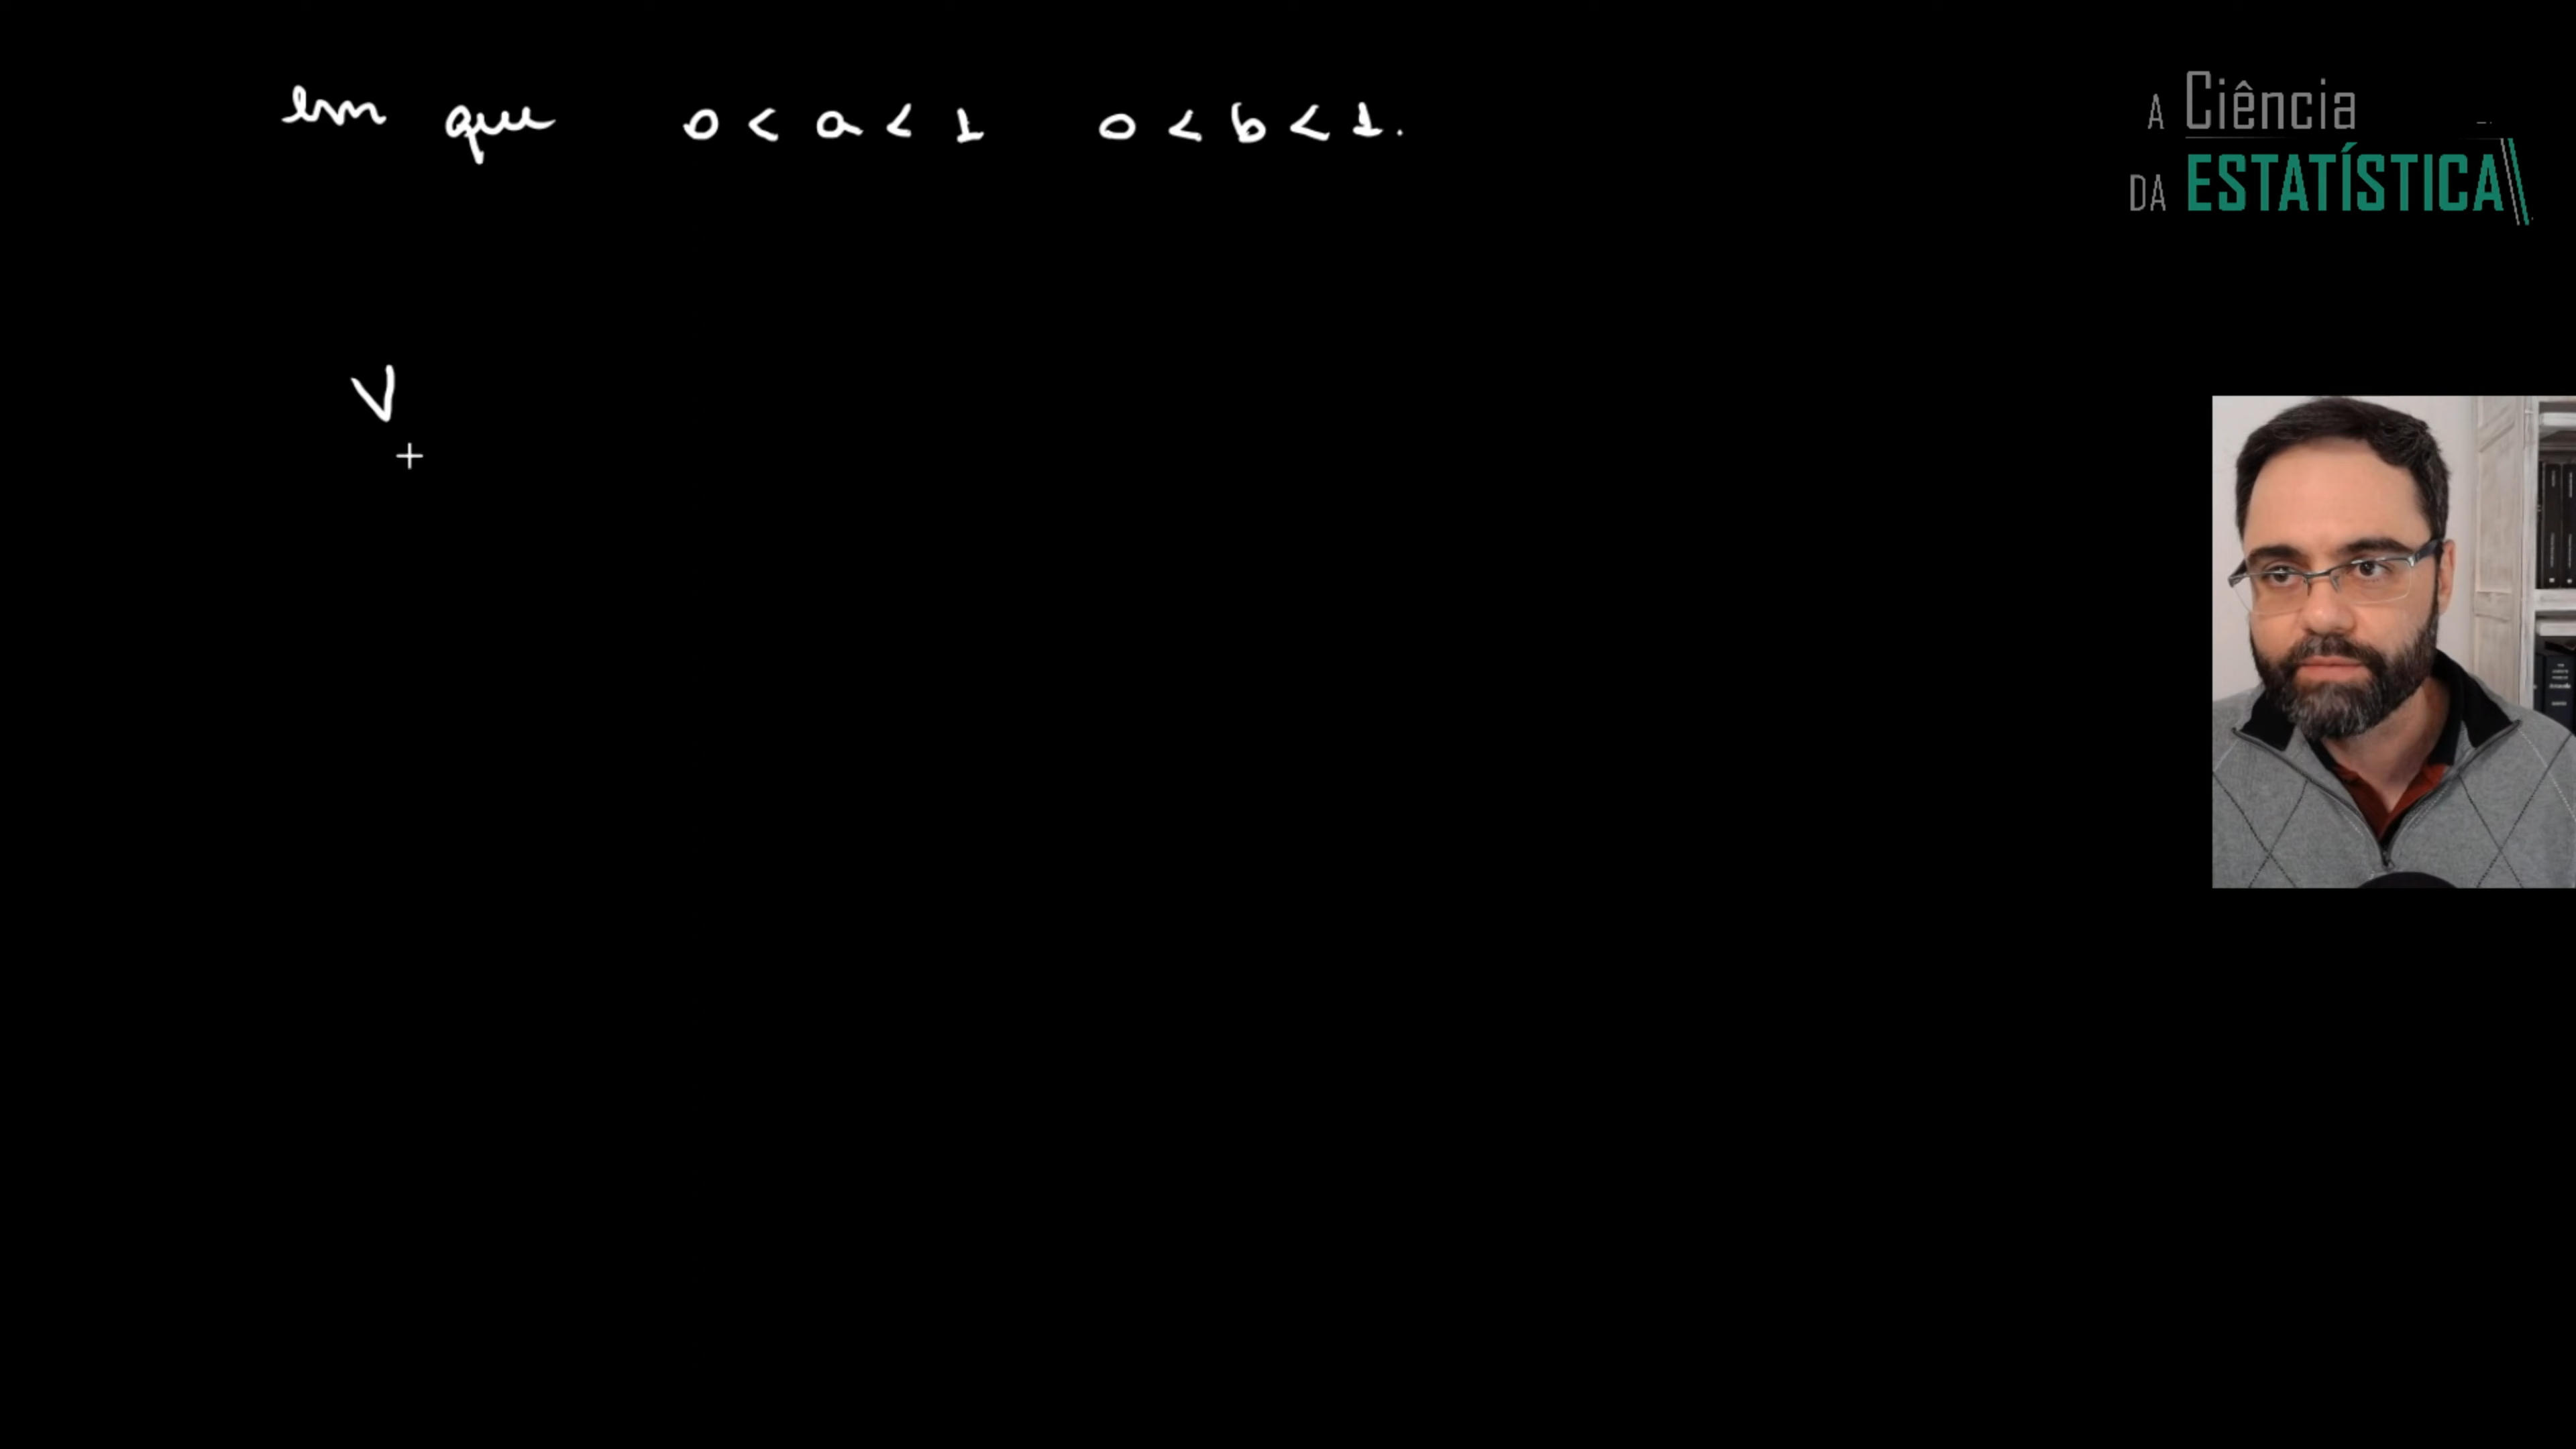 em que 0 < a < 1 0 < b < 1.
A Ciência
DA ESTATÍSTICA
V